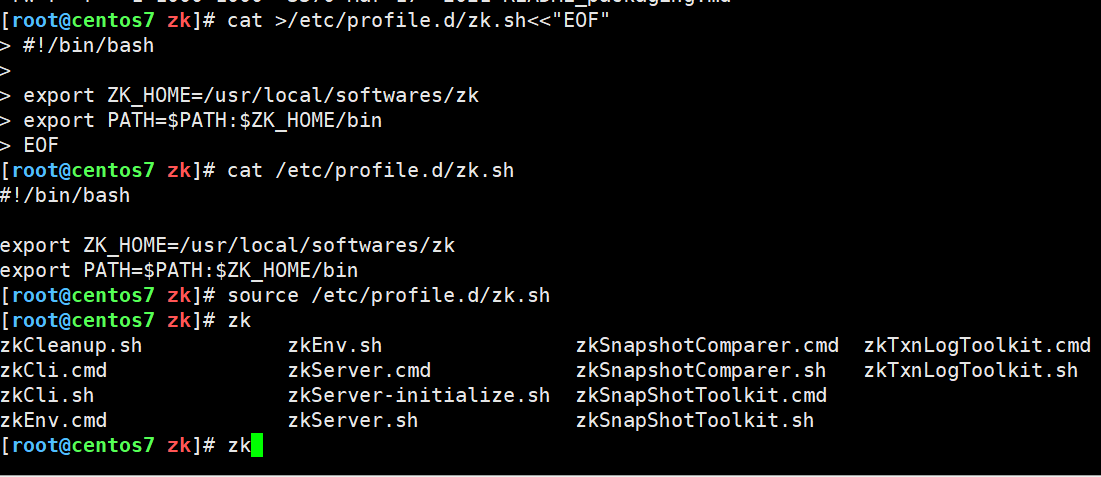 [root@centos7 zk]# cat >/etc/profile.d/zk.sh<<"EOF"
> #!/bin/bash
>
> export ZK_HOME=/usr/local/softwares/zk
> export PATH=$PATH:$ZK_HOME/bin
> EOF
[root@centos7 zk]# cat /etc/profile.d/zk.sh
#!/bin/bash
export ZK_HOME=/usr/local/softwares/zk
export PATH=$PATH:$ZK_HOME/bin
[root@centos7 zk]# source /etc/profile.d/zk.sh
[root@centos7 zk]# zk
zkCleanup.sh zkEnv.sh zkSnapshotComparer.cmd zkTxnLogToolkit.cmd
zkCli.cmd zkServer.cmd zkSnapshotComparer.sh zkTxnLogToolkit.sh
zkCli.sh zkServer-initialize.sh zkSnapShotToolkit.cmd
zkEnv.cmd zkServer.sh zkSnapShotToolkit.sh
[root@centos7 zk]# zk